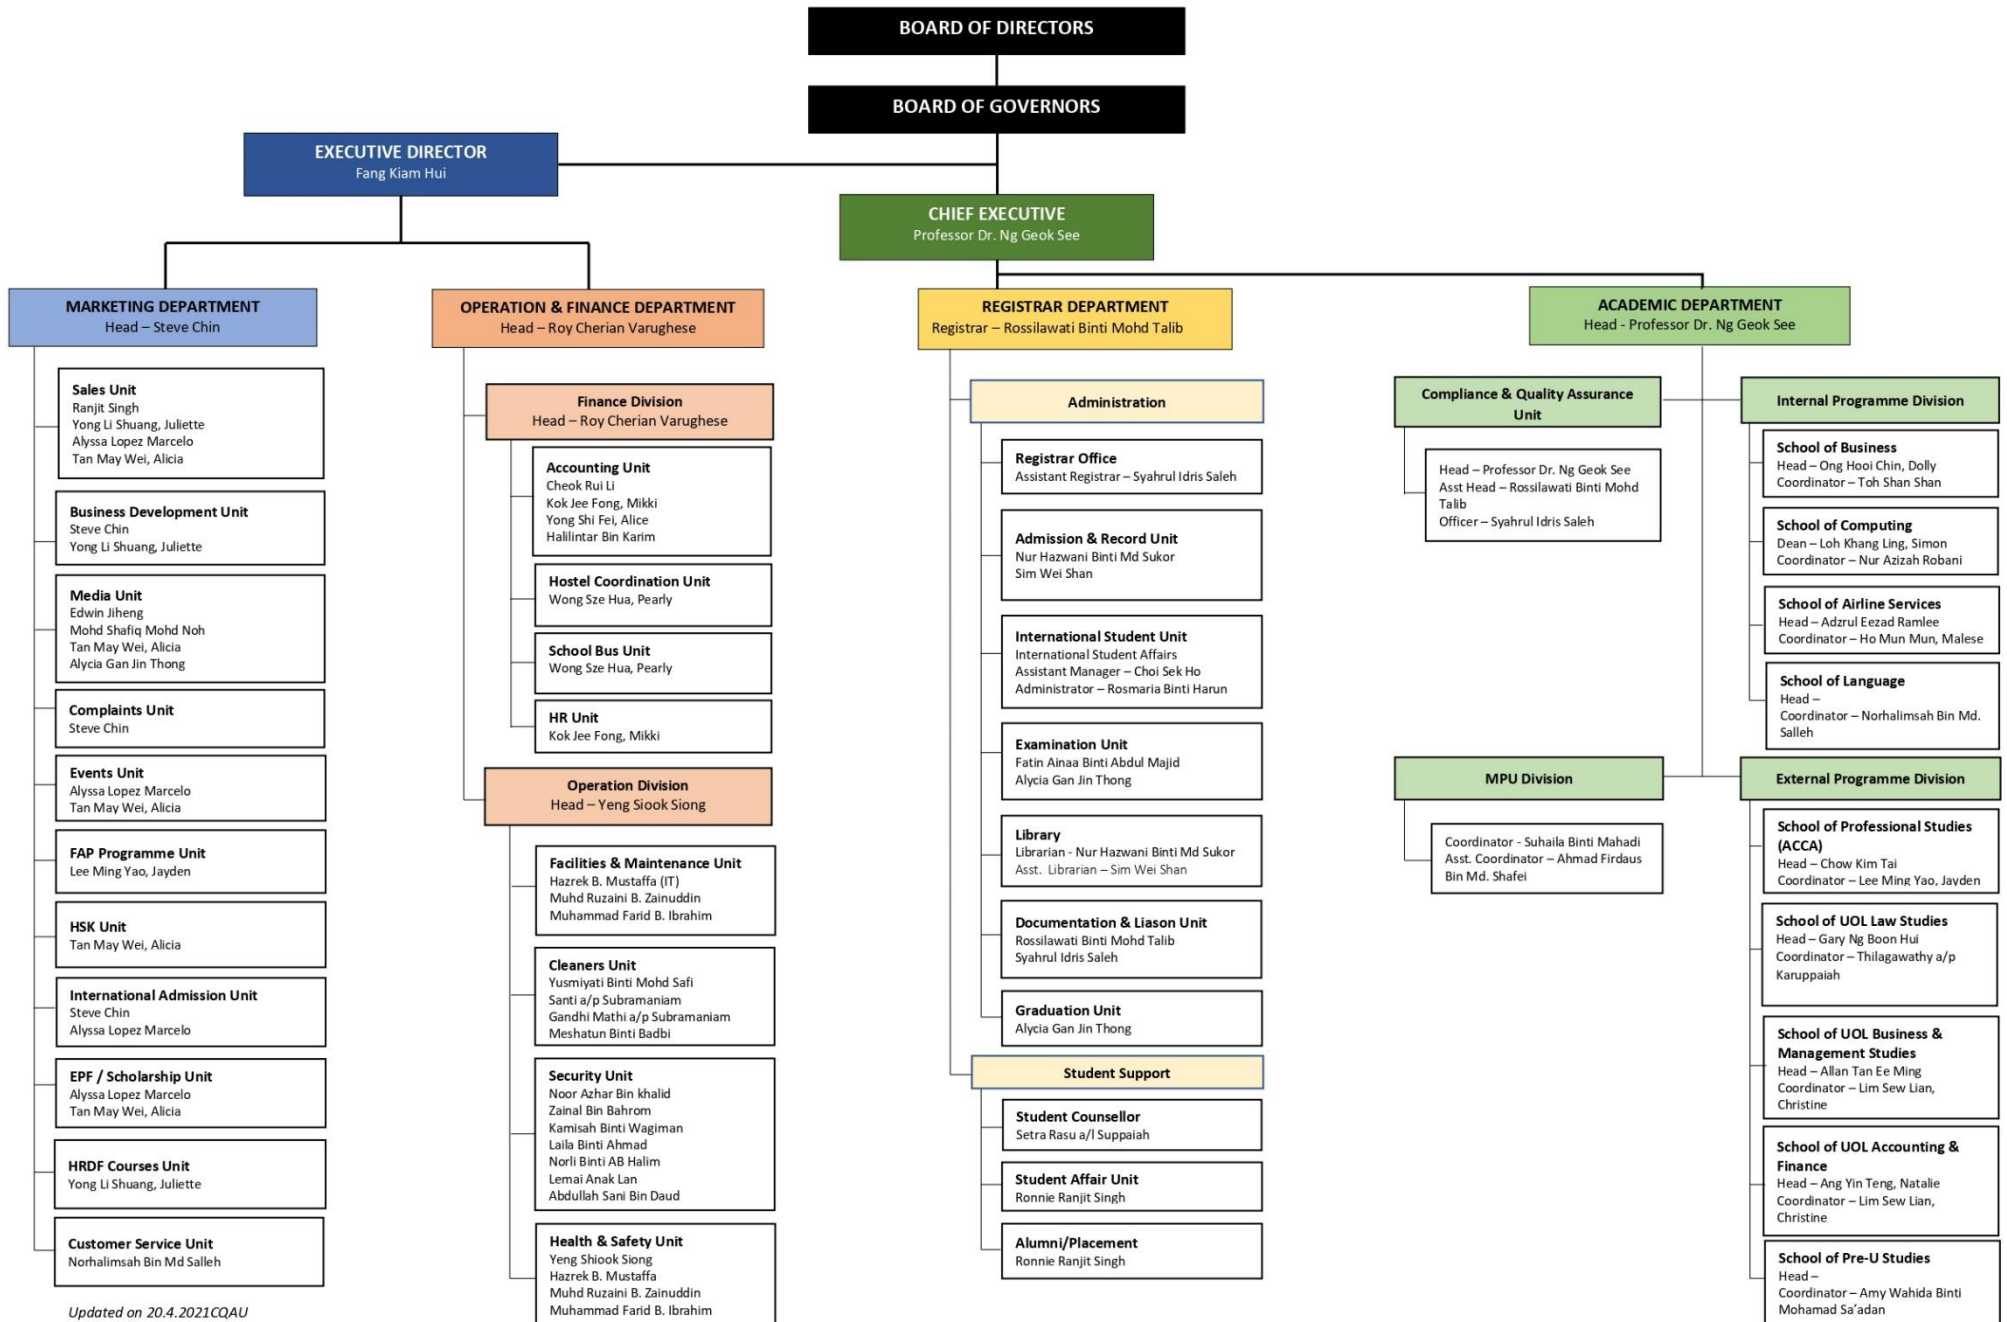 BOARD OF DIRECTORS
BOARD OF GOVERNORS
EXECUTIVE DIRECTOR
Fang Kiam Hui
CHIEF EXECUTIVE
Professor Dr. Ng Geok See
MARKETING DEPARTMENT
Head – Steve Chin
Sales Unit
Ranjit Singh
Yong Li Shuang, Juliette
Alyssa Lopez Marcelo
Tan May Wei, Alicia
Business Development Unit
Steve Chin
Yong Li Shuang, Juliette
Media Unit
Edwin Jiheng
Mohd Shafiq Mohd Noh
Tan May Wei, Alicia
Alycia Gan Jin Thong
Complaints Unit
Steve Chin
Events Unit
Alyssa Lopez Marcelo
Tan May Wei, Alicia
FAP Programme Unit
Lee Ming Yao, Jayden
HSK Unit
Tan May Wei, Alicia
International Admission Unit
Steve Chin
Alyssa Lopez Marcelo
EPF / Scholarship Unit
Alyssa Lopez Marcelo
Tan May Wei, Alicia
HRDF Courses Unit
Yong Li Shuang, Juliette
Customer Service Unit
Norhalimsah Bin Md Salleh
Updated on 20.4.2021CQAU
OPERATION & FINANCE DEPARTMENT
Head – Roy Cherian Varughese
Finance Division
Head – Roy Cherian Varughese
Accounting Unit
Cheok Rui Li
Kok Jee Fong, Mikki
Yong Shi Fei, Alice
Halilintar Bin Karim
Hostel Coordination Unit
Wong Sze Hua, Pearly
School Bus Unit
Wong Sze Hua, Pearly
HR Unit
Kok Jee Fong, Mikki
Operation Division
Head – Yeng Siook Siong
Facilities & Maintenance Unit
Hazrek B. Mustaffa (IT)
Muhd Ruzaini B. Zainuddin
Muhammad Farid B. Ibrahim
Cleaners Unit
Yusmiyati Binti Mohd Safi
Santi a/p Subramaniam
Gandhi Mathi a/p Subramaniam
Meshatun Binti Badbi
Security Unit
Noor Azhar Bin khalid
Zainal Bin Bahrom
Kamisah Binti Wagiman
Laila Binti Ahmad
Norli Binti AB Halim
Lemai Anak Lan
Abdullah Sani Bin Daud
Health & Safety Unit
Yeng Shiook Siong
Hazrek B. Mustaffa
Muhd Ruzaini B. Zainuddin
Muhammad Farid B. Ibrahim
REGISTRAR DEPARTMENT
Registrar – Rossilawati Binti Mohd Talib
Administration
Registrar Office
Assistant Registrar – Syahrul Idris Saleh
Admission & Record Unit
Nur Hazwani Binti Md Sukor
Sim Wei Shan
International Student Unit
International Student Affairs
Assistant Manager – Choi Sek Ho
Administrator – Rosmaria Binti Harun
Examination Unit
Fatin Ainaa Binti Abdul Majid
Alycia Gan Jin Thong
Library
Librarian - Nur Hazwani Binti Md Sukor
Asst. Librarian – Sim Wei Shan
Documentation & Liason Unit
Rossilawati Binti Mohd Talib
Syahrul Idris Saleh
Graduation Unit
Alycia Gan Jin Thong
Student Support
Student Counsellor
Setra Rasu a/l Suppaiah
Student Affair Unit
Ronnie Ranjit Singh
Alumni/Placement
Ronnie Ranjit Singh
ACADEMIC DEPARTMENT
Head - Professor Dr. Ng Geok See
Compliance & Quality Assurance
Unit
Head – Professor Dr. Ng Geok See
Asst Head – Rossilawati Binti Mohd
Talib
Officer – Syahrul Idris Saleh
MPU Division
Coordinator - Suhaila Binti Mahadi
Asst. Coordinator – Ahmad Firdaus
Bin Md. Shafei
Internal Programme Division
School of Business
Head – Ong Hooi Chin, Dolly
Coordinator – Toh Shan Shan
School of Computing
Dean – Loh Khang Ling, Simon
Coordinator – Nur Azizah Robani
School of Airline Services
Head – Adzrul Eezad Ramlee
Coordinator – Ho Mun Mun, Malese
School of Language
Head –
Coordinator – Norhalimsah Bin Md.
Salleh
External Programme Division
School of Professional Studies
(ACCA)
Head – Chow Kim Tai
Coordinator – Lee Ming Yao, Jayden
School of UOL Law Studies
Head – Gary Ng Boon Hui
Coordinator – Thilagawathy a/p
Karuppaiah
School of UOL Business &
Management Studies
Head – Allan Tan Ee Ming
Coordinator – Lim Sew Lian,
Christine
School of UOL Accounting &
Finance
Head – Ang Yin Teng, Natalie
Coordinator – Lim Sew Lian,
Christine
School of Pre-U Studies
Head –
Coordinator – Amy Wahida Binti
Mohamad Sa’adan